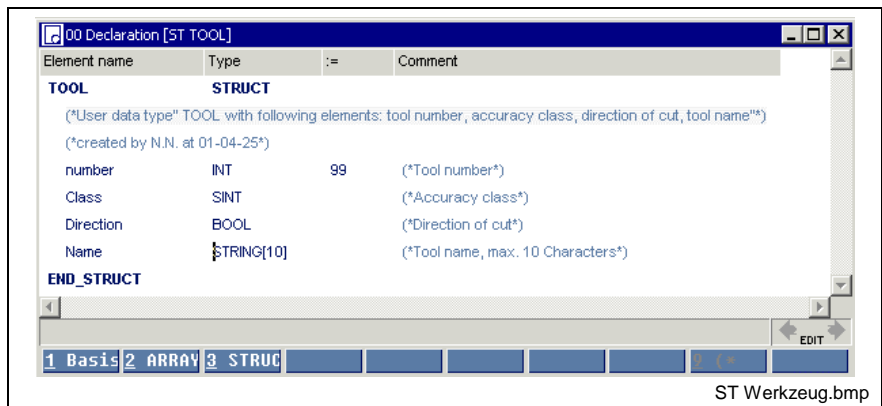 00 Declaration [ST TOOL]
Element name Type := Comment
TOOL STRUCT
(*User data type" TOOL with following elements: tool number, accuracy class, direction of cut, tool name"*)
(*created by N.N. at 01-04-25*)
number INT 99 (*Tool number*)
Class SINT (*Accuracy class*)
Direction BOOL (*Direction of cut*)
Name STRING[10] (*Tool name, max. 10 Characters*)
END_STRUCT
EDIT
1 Basis 2 ARRAY 3 STRUC 9 (*
ST Werkzeug.bmp